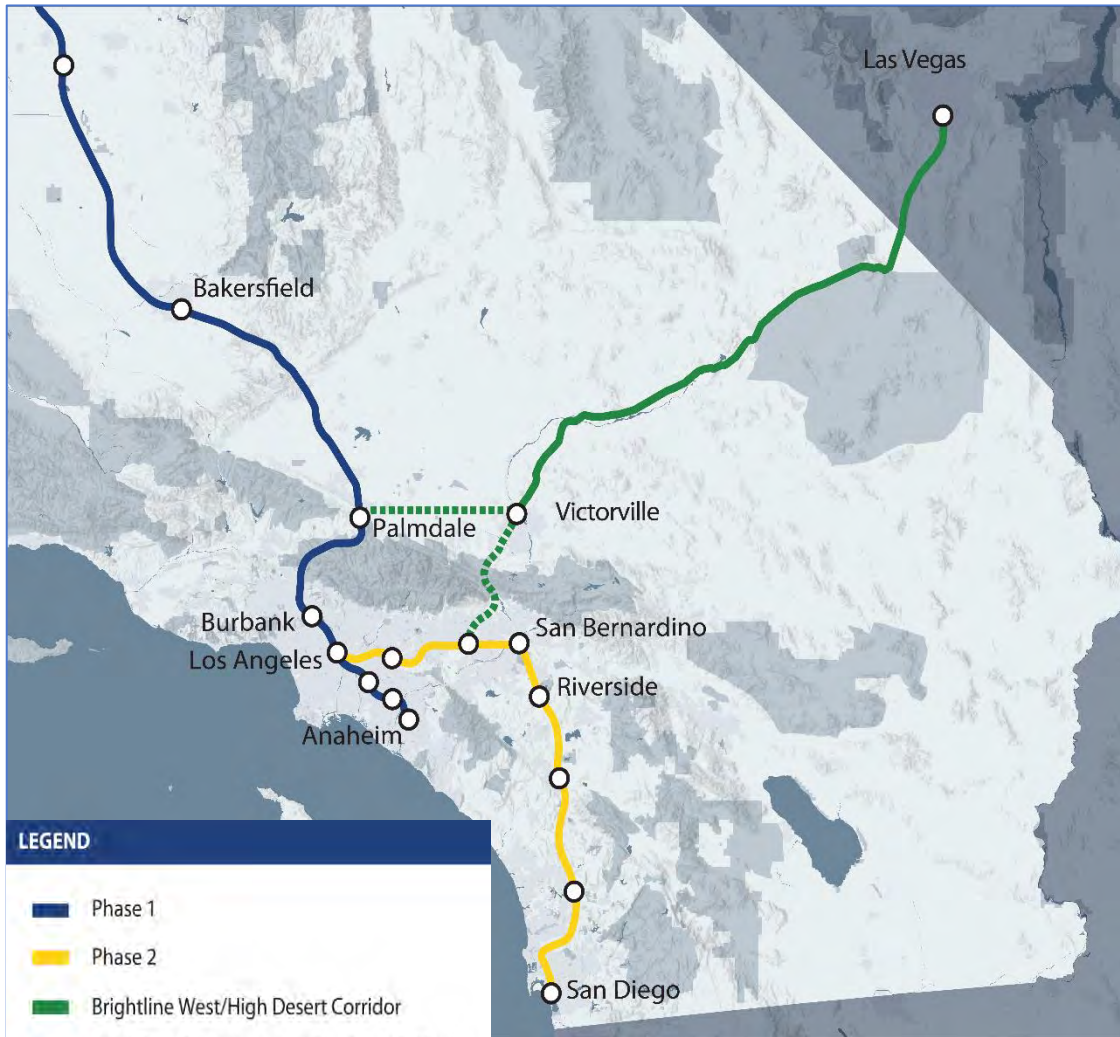 Las Vegas
Bakersfield
Palmdale
Victorville
Burbank
Los Angeles
San Bernardino
Riverside
Anaheim
San Diego
LEGEND
Phase 1
Phase 2
Brightline West/High Desert Corridor